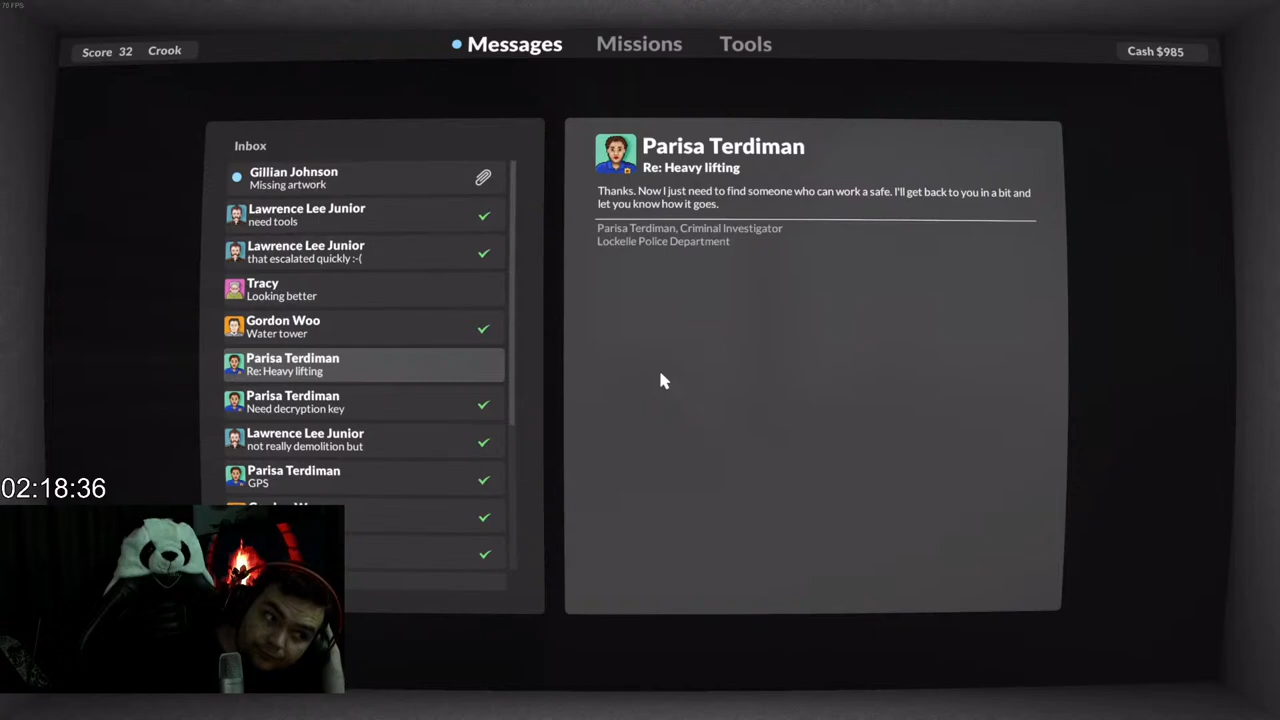 70 FPS
Score 32 Crook
Messages Missions Tools
Cash $985
Inbox
Gillian Johnson
Missing artwork
Lawrence Lee Junior
need tools
Lawrence Lee Junior
that escalated quickly :-(
Tracy
Looking better
Gordon Woo
Water tower
Parisa Terdiman
Re: Heavy lifting
Parisa Terdiman
Need decryption key
Lawrence Lee Junior
not really demolition but
Parisa Terdiman
GPS
Parisa Terdiman
Re: Heavy lifting
Thanks. Now I just need to find someone who can work a safe. I'll get back to you in a bit and
let you know how it goes.
Parisa Terdiman, Criminal Investigator
Lockelle Police Department
02:18:36